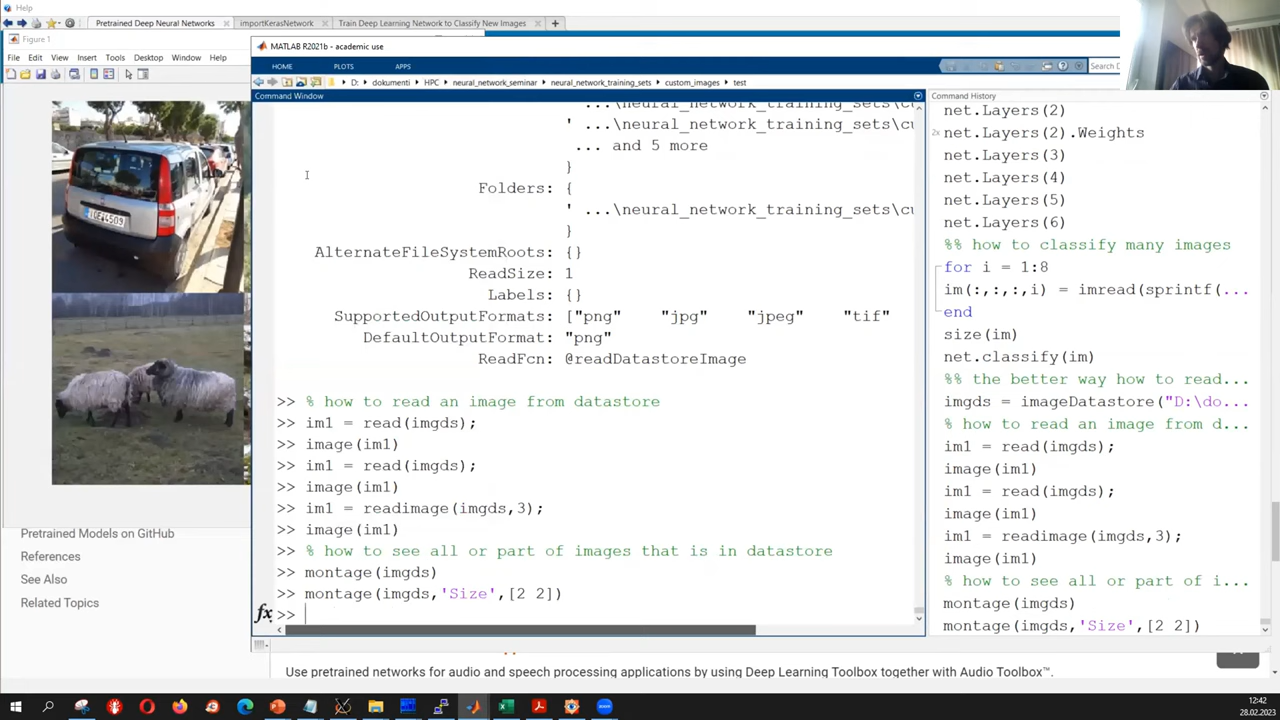 Help
Pretrained Deep Neural Networks
importKerasNetwork
Train Deep Learning Network to Classify New Images
Figure 1
File Edit View Insert Tools Desktop Window Help
MATLAB R2021b - academic use
HOME PLOTS APPS
Search
D: dokumenti HPC neural_network_seminar neural_network_training_sets custom_images test
Command Window
' ...\neural_network_training_sets\cu
... and 5 more
}
Folders: {
' ...\neural_network_training_sets\cu
}
AlternateFileSystemRoots: {}
ReadSize: 1
Labels: {}
SupportedOutputFormats: ["png" "jpg" "jpeg" "tif"
DefaultOutputFormat: "png"
ReadFcn: @readDatastoreImage
>> % how to read an image from datastore
>> im1 = read(imgds);
>> image(im1)
>> im1 = read(imgds);
>> image(im1)
>> im1 = readimage(imgds,3);
>> image(im1)
>> % how to see all or part of images that is in datastore
>> montage(imgds)
>> montage(imgds,'Size',[2 2])
fx >>
Command History
net.Layers(2)
2x net.Layers(2).Weights
net.Layers(3)
net.Layers(4)
net.Layers(5)
net.Layers(6)
%% how to classify many images
for i = 1:8
im(:,:,:,i) = imread(sprintf(...
end
size(im)
net.classify(im)
%% the better way how to read...
imgds = imageDatastore("D:\do...
% how to read an image from d...
im1 = read(imgds);
image(im1)
im1 = read(imgds);
image(im1)
im1 = readimage(imgds,3);
image(im1)
% how to see all or part of i...
montage(imgds)
montage(imgds,'Size',[2 2])
Pretrained Models on GitHub
References
See Also
Related Topics
Use pretrained networks for audio and speech processing applications by using Deep Learning Toolbox together with Audio Toolbox™.
12:42
28.02.2023